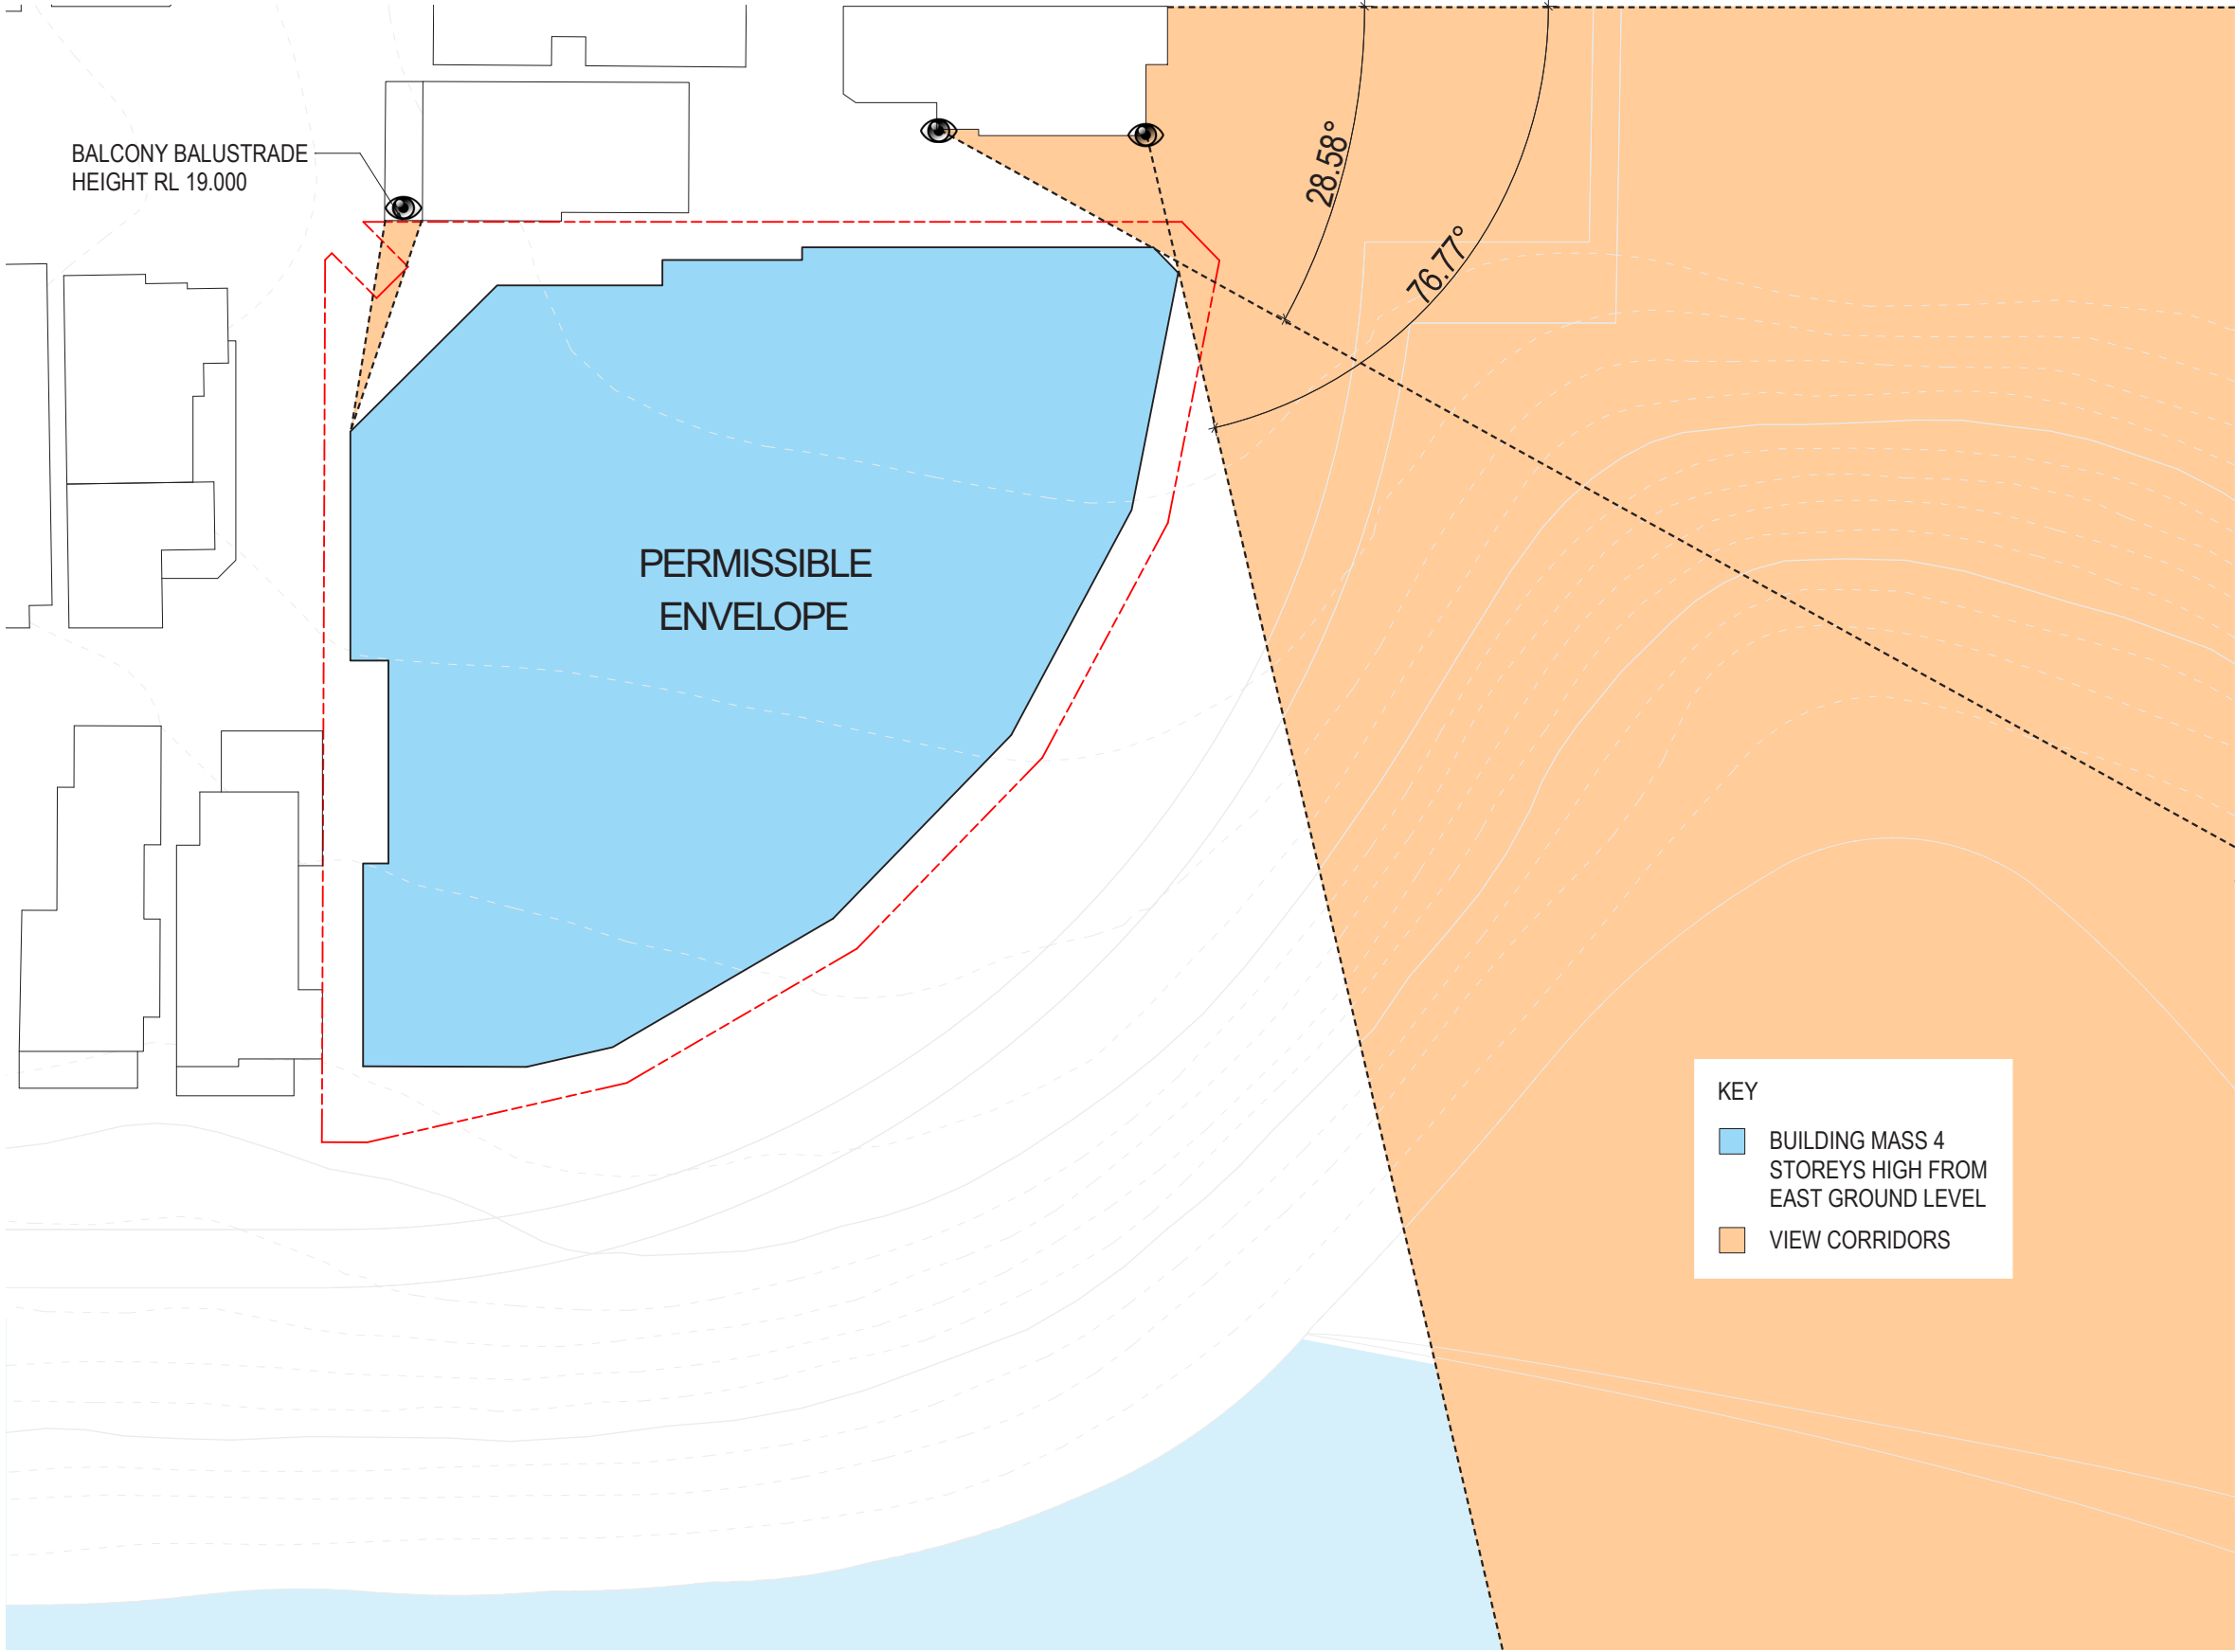 BALCONY BALUSTRADE
HEIGHT RL 19.000
28.58°
76.77°
PERMISSIBLE
ENVELOPE
KEY
BUILDING MASS 4
STOREYS HIGH FROM
EAST GROUND LEVEL
VIEW CORRIDORS